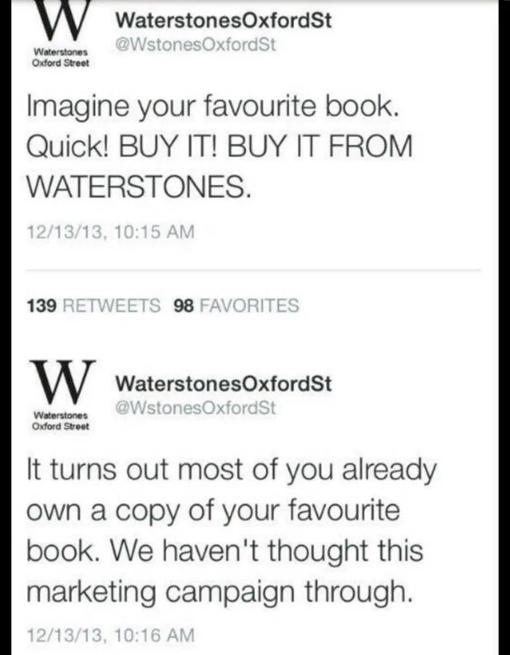 W
Waterstones
Oxford Street
WaterstonesOxfordSt
@WstonesOxfordSt
Imagine your favourite book.
Quick! BUY IT! BUY IT FROM
WATERSTONES.
12/13/13, 10:15 AM
139 RETWEETS 98 FAVORITES
W
Waterstones
Oxford Street
WaterstonesOxfordSt
@WstonesOxfordSt
It turns out most of you already
own a copy of your favourite
book. We haven't thought this
marketing campaign through.
12/13/13, 10:16 AM